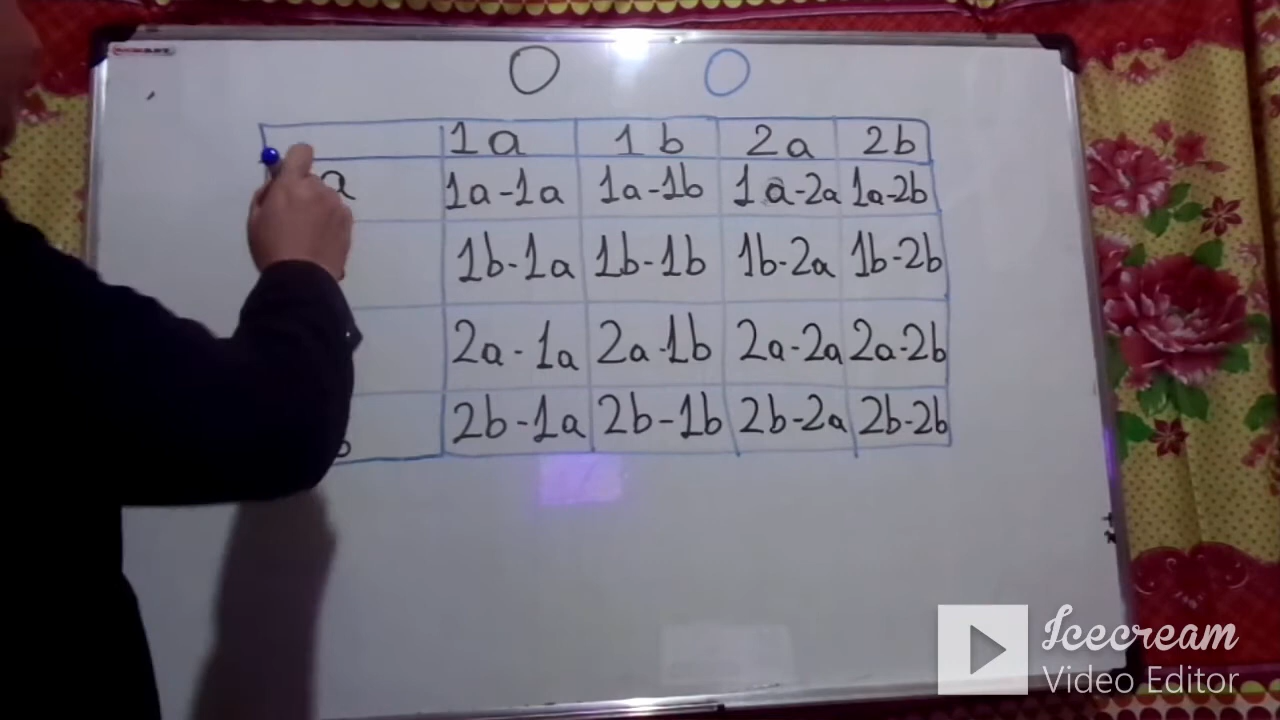 O O
1a 1b 2a 2b
a 1a-1a 1a-1b 1a-2a 1a-2b
1b-1a 1b-1b 1b-2a 1b-2b
2a-1a 2a-1b 2a-2a 2a-2b
b 2b-1a 2b-1b 2b-2a 2b-2b
Icecream
Video Editor